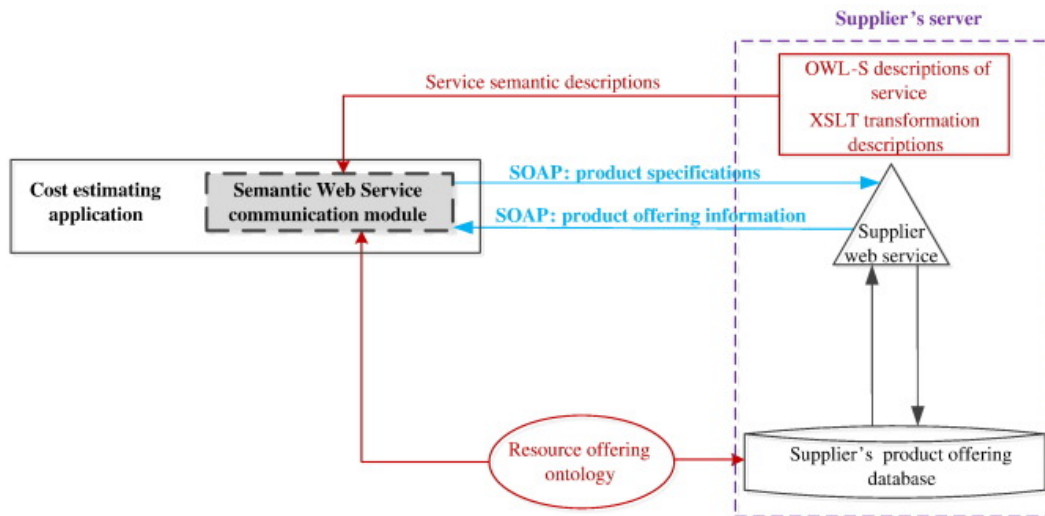 Supplier's server
OWL-S descriptions of
service
XSLT transformation
descriptions
Service semantic descriptions
Cost estimating
application
Semantic Web Service
communication module
SOAP: product specifications
SOAP: product offering information
Supplier
web service
Resource offering
ontology
Supplier's product offering
database